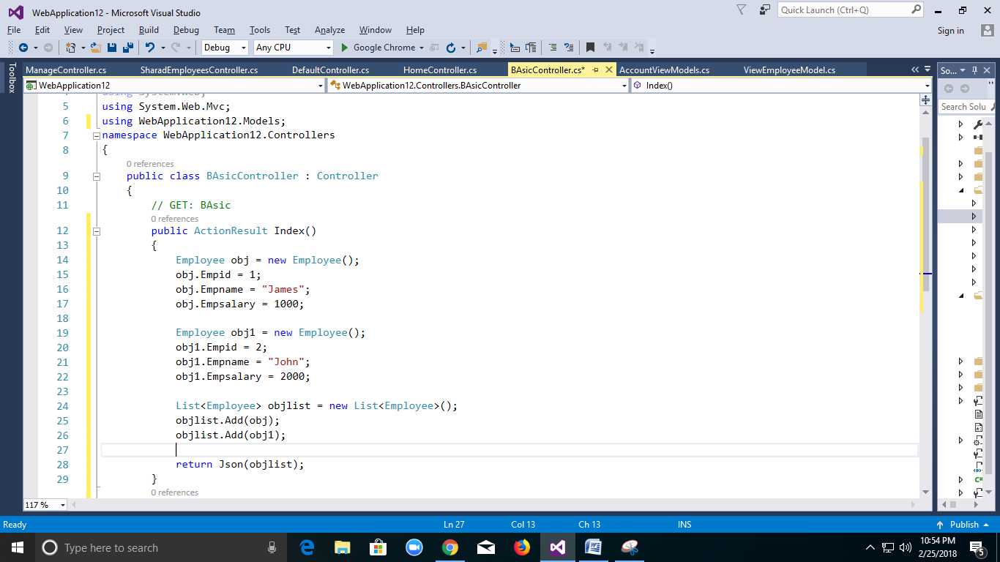 WebApplication12 - Microsoft Visual Studio
Quick Launch (Ctrl+Q)
File Edit View Project Build Debug Team Tools Test Analyze Window Help
Sign in
Debug Any CPU Google Chrome
Toolbox
ManageController.cs SharadEmployeesController.cs DefaultController.cs HomeController.cs BAsicController.cs* AccountViewModels.cs ViewEmployeeModel.cs
So...
WebApplication12 WebApplication12.Controllers.BAsicController Index()
Search Solu
4 using System.Web;
5 using System.Web.Mvc;
6 using WebApplication12.Models;
7 namespace WebApplication12.Controllers
8 {
0 references
9 public class BAsicController : Controller
10 {
11 // GET: BAsic
0 references
12 public ActionResult Index()
13 {
14 Employee obj = new Employee();
15 obj.Empid = 1;
16 obj.Empname = "James";
17 obj.Empsalary = 1000;
18
19 Employee obj1 = new Employee();
20 obj1.Empid = 2;
21 obj1.Empname = "John";
22 obj1.Empsalary = 2000;
23
24 List<Employee> objlist = new List<Employee>();
25 objlist.Add(obj);
26 objlist.Add(obj1);
27
28 return Json(objlist);
29 }
0 references
117 %
Ready Ln 27 Col 13 Ch 13 INS Publish
Type here to search
10:54 PM
2/25/2018
5